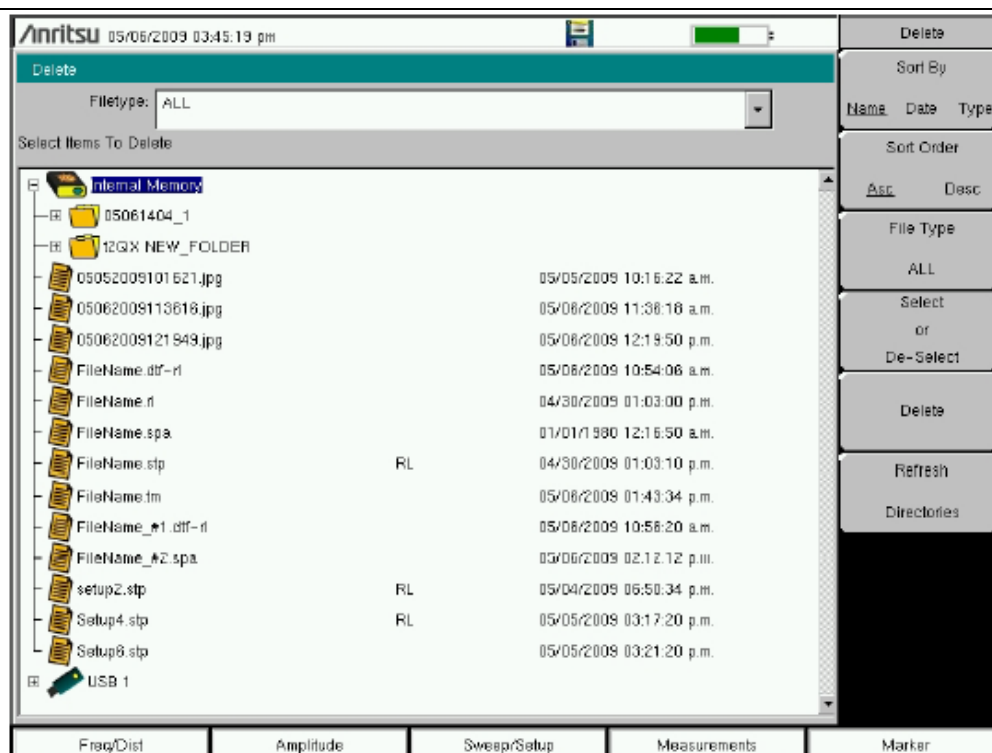 /Inritsu 05/06/2009 03:45:19 pm
Delete
Filetype: ALL
Select Items To Delete
Internal Memory
05061404_1
12GIX NEW_FOLDER
05052009101621.jpg 05/05/2009 10:16:22 a.m.
05062009113616.jpg 05/06/2009 11:36:18 a.m.
05062009121949.jpg 05/06/2009 12:19:50 p.m.
FileName.dtf-rl 05/06/2009 10:54:06 a.m.
FileName.rl 04/30/2009 01:03:00 p.m.
FileName.spa 01/01/1980 12:16:50 a.m.
FileName.stp RL 04/30/2009 01:03:10 p.m.
FileName.tm 05/06/2009 01:43:34 p.m.
FileName_#1.dtf-rl 05/06/2009 10:56:20 a.m.
FileName_#2.spa 05/06/2009 02:12:12 p.m.
setup2.stp RL 05/04/2009 06:50:34 p.m.
Setup4.stp RL 05/05/2009 03:17:20 p.m.
Setup6.stp 05/05/2009 03:21:20 p.m.
USB 1
Delete
Sort By
Name Date Type
Sort Order
Asc Desc
File Type
ALL
Select
or
De-Select
Delete
Refresh
Directories
Freq/Dist Amplitude Sweep/Setup Measurements Marker